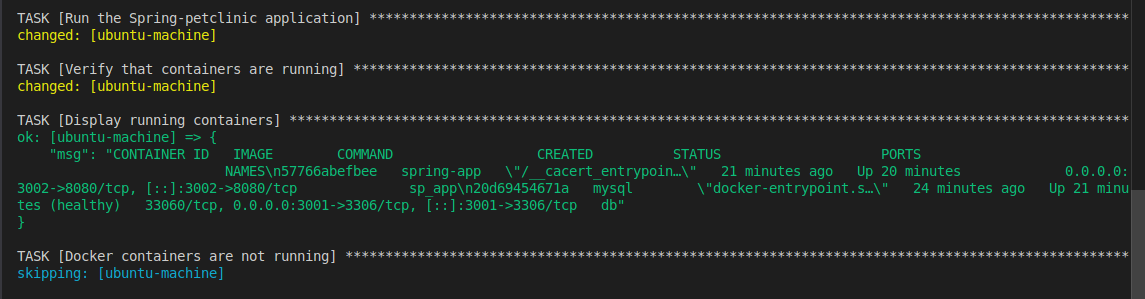 TASK [Run the Spring-petclinic application] ***********************************************************************************************
changed: [ubuntu-machine]
TASK [Verify that containers are running] *************************************************************************************************
changed: [ubuntu-machine]
TASK [Display running containers] *********************************************************************************************************
ok: [ubuntu-machine] => {
    "msg": "CONTAINER ID   IMAGE        COMMAND                  CREATED          STATUS                    PORTS
                          NAMES\n57766abefbee   spring-app   \"/__cacert_entrypoin…\"   21 minutes ago   Up 20 minutes             0.0.0.0:
3002->8080/tcp, [::]:3002->8080/tcp              sp_app\n20d69454671a   mysql        \"docker-entrypoint.s…\"   24 minutes ago   Up 21 minu
tes (healthy)   33060/tcp, 0.0.0.0:3001->3306/tcp, [::]:3001->3306/tcp   db"
}
TASK [Docker containers are not running] **************************************************************************************************
skipping: [ubuntu-machine]